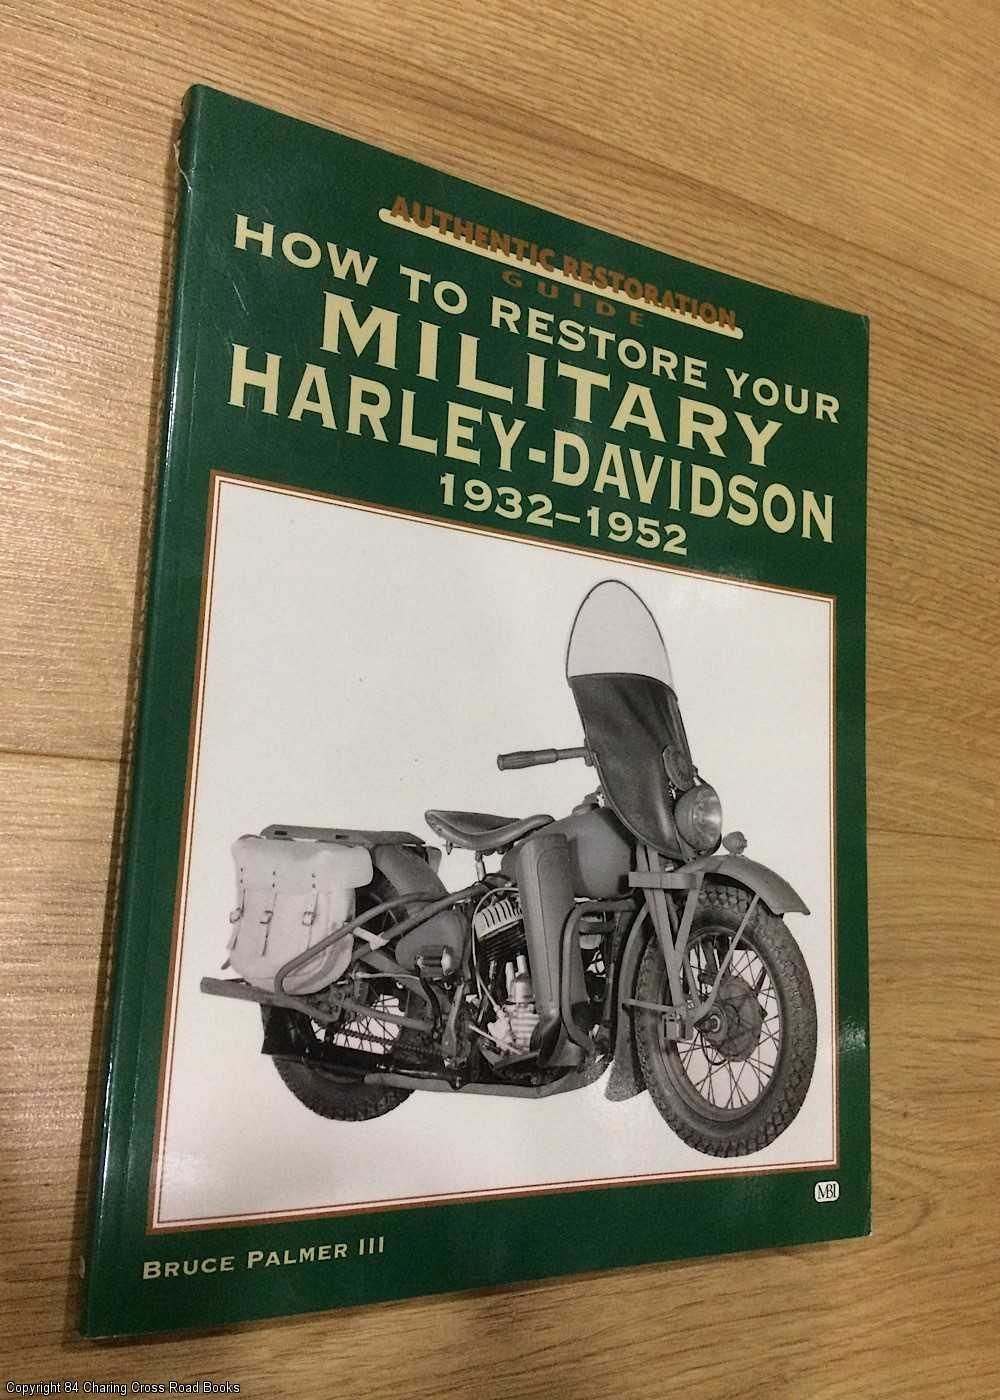 AUTHENTIC RESTORATION
GUIDE
HOW TO RESTORE YOUR
MILITARY
HARLEY-DAVIDSON
1932–1952
MBI
BRUCE PALMER III
Copyright 84 Charing Cross Road Books